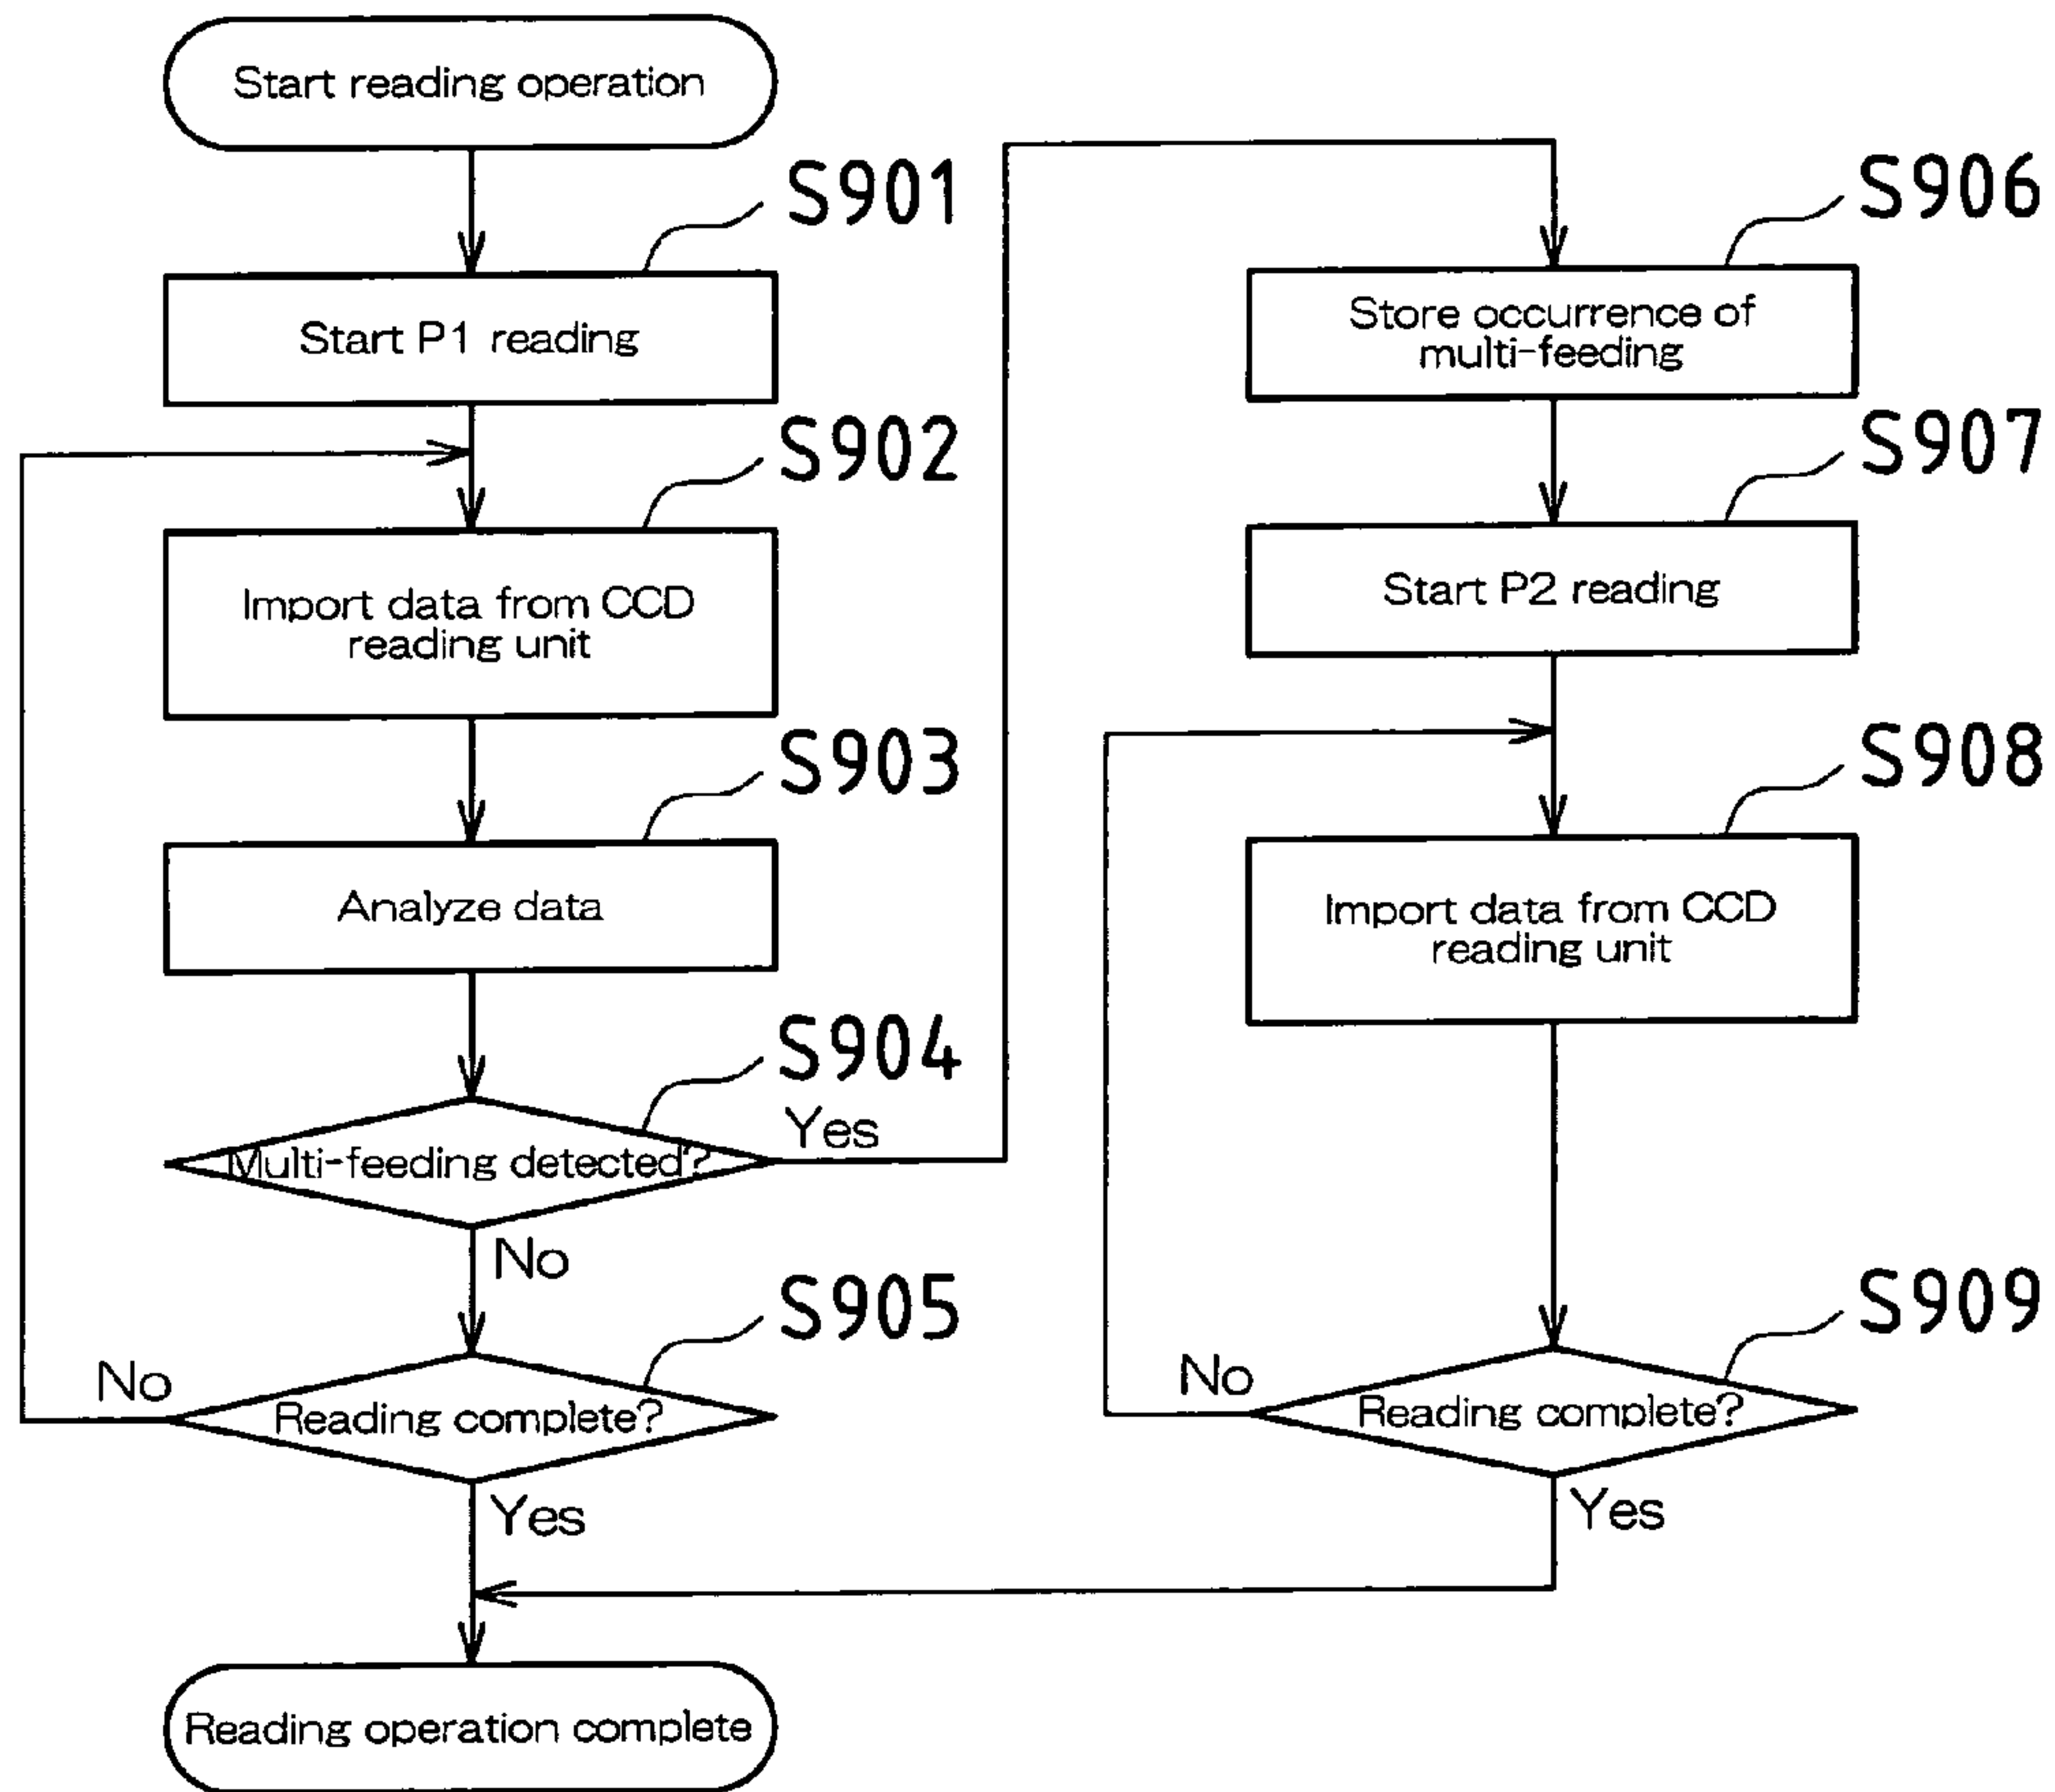 Start reading operation
S901
Start P1 reading
S902
Import data from CCD
reading unit
S903
Analyze data
S904
Multi-feeding detected?
Yes
No
S905
Reading complete?
No
Yes
Reading operation complete
S906
Store occurrence of
multi-feeding
S907
Start P2 reading
S908
Import data from CCD
reading unit
S909
Reading complete?
No
Yes